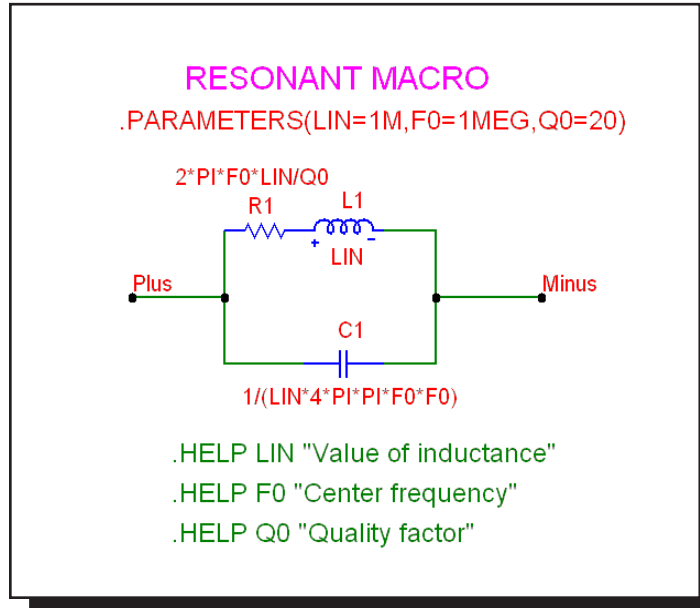 RESONANT MACRO
.PARAMETERS(LIN=1M,F0=1MEG,Q0=20)
2*PI*F0*LIN/Q0
R1
L1
+
-
LIN
Plus
Minus
C1
1/(LIN*4*PI*PI*F0*F0)
.HELP LIN "Value of inductance"
.HELP F0 "Center frequency"
.HELP Q0 "Quality factor"